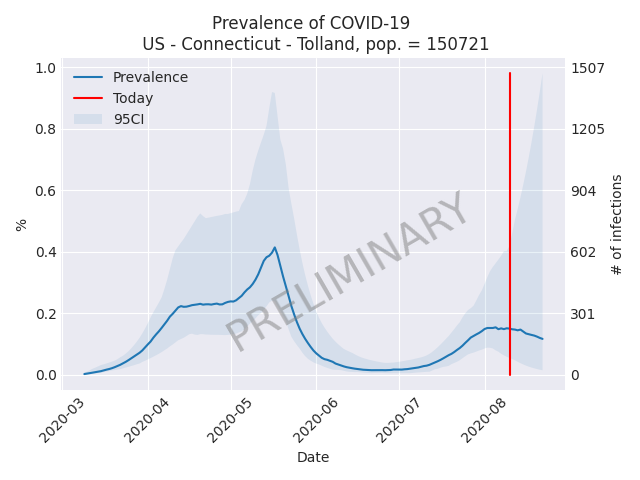 Prevalence of COVID-19
US - Connecticut - Tolland, pop. = 150721
1.0
0.8
0.6
0.4
0.2
0.0
%
Prevalence
Today
95CI
PRELIMINARY
1507
1205
904
602
301
0
# of infections
2020-03
2020-04
2020-05
2020-06
2020-07
2020-08
Date